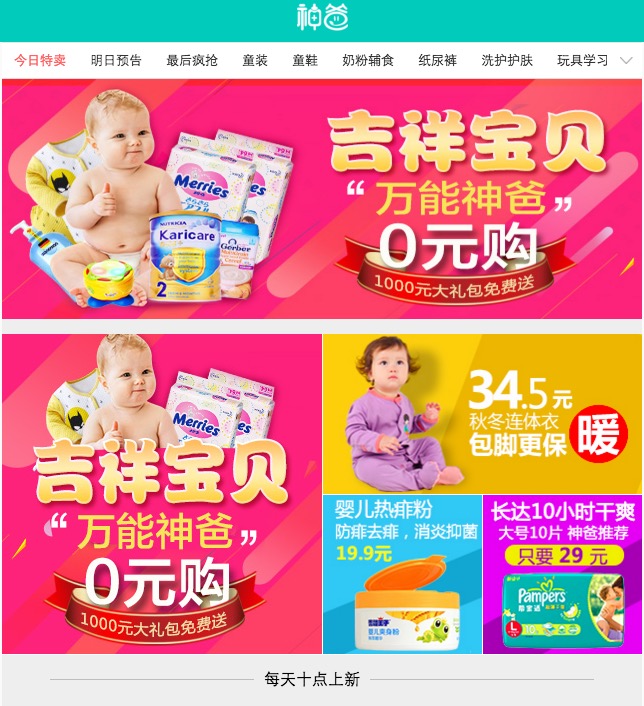 神爸
今日特卖 明日预告 最后疯抢 童装 童鞋 奶粉辅食 纸尿裤 洗护护肤 玩具学习
Merries
NUTRICIA
Karicare
Gerber
2
吉祥宝贝
“万能神爸”
0元购
1000元大礼包免费送
Merries
吉祥宝贝
“万能神爸”
0元购
1000元大礼包免费送
34.5元
秋冬连体衣
包脚更保
暖
婴儿热痱粉
防痱去痱，消炎抑菌
19.9元
长达10小时干爽
大号10片 神爸推荐
只要 29 元
Pampers
帮宝适
L
每天十点上新